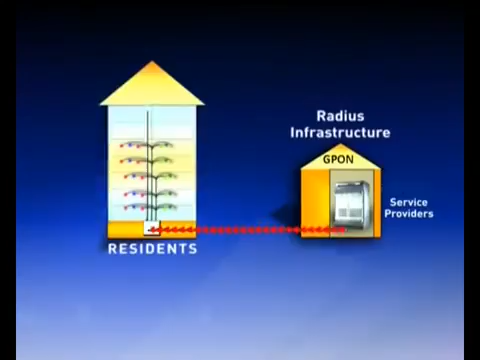 Radius
Infrastructure
GPON
Service
Providers
RESIDENTS